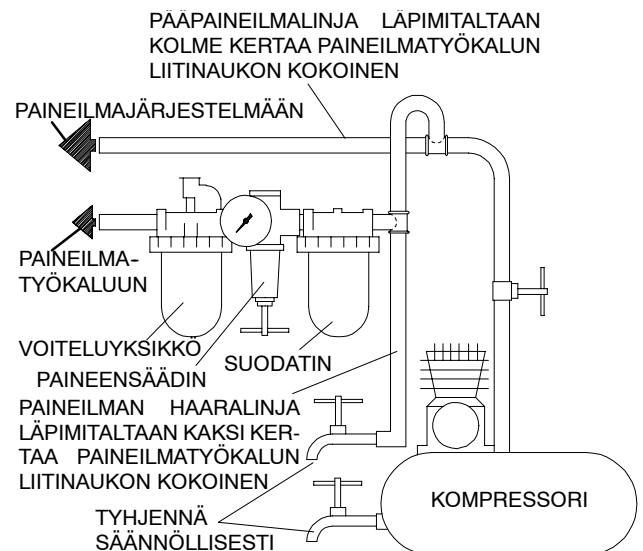 PÄÄPAINEILMALINJA LÄPIMITALTAAN
KOLME KERTAA PAINEILMATYÖKALUN
LIITINAUKON KOKOINEN
PAINEILMAJÄRJESTELMÄÄN
PAINEILMA-
TYÖKALUUN
VOITELUYKSIKKÖ
SUODATIN
PAINEENSÄÄDIN
PAINEILMAN HAARALINJA
LÄPIMITALTAAN KAKSI KER-
TAA PAINEILMATYÖKALUN
LIITINAUKON KOKOINEN
KOMPRESSORI
TYHJENNÄ
SÄÄNNÖLLISESTI